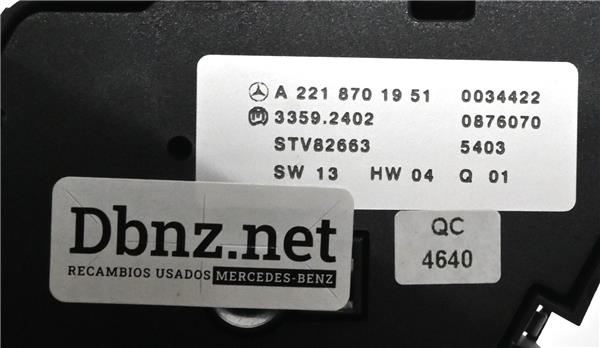 A 221 870 19 51 0034422
3359.2402 0876070
STV82663 5403
SW 13 HW 04 Q 01
Dbnz.net
RECAMBIOS USADOS MERCEDES-BENZ
QC
4640